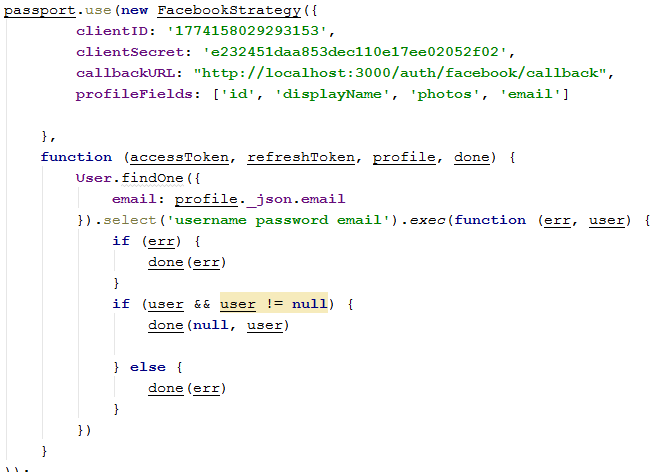 passport.use(new FacebookStrategy({
clientID: '1774158029293153',
clientSecret: 'e232451daa853dec110e17ee02052f02',
callbackURL: "http://localhost:3000/auth/facebook/callback",
profileFields: ['id', 'displayName', 'photos', 'email']
},
function (accessToken, refreshToken, profile, done) {
User.findOne({
email: profile._json.email
}).select('username password email').exec(function (err, user) {
if (err) {
done(err)
}
if (user && user != null) {
done(null, user)
} else {
done(err)
}
})
}
));